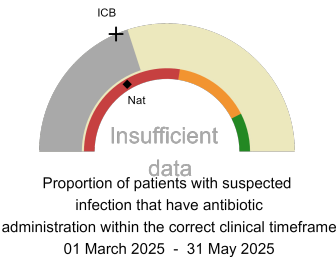 ICB
Nat
Insufficient
data
Proportion of patients with suspected
infection that have antibiotic
administration within the correct clinical timeframe
01 March 2025 - 31 May 2025